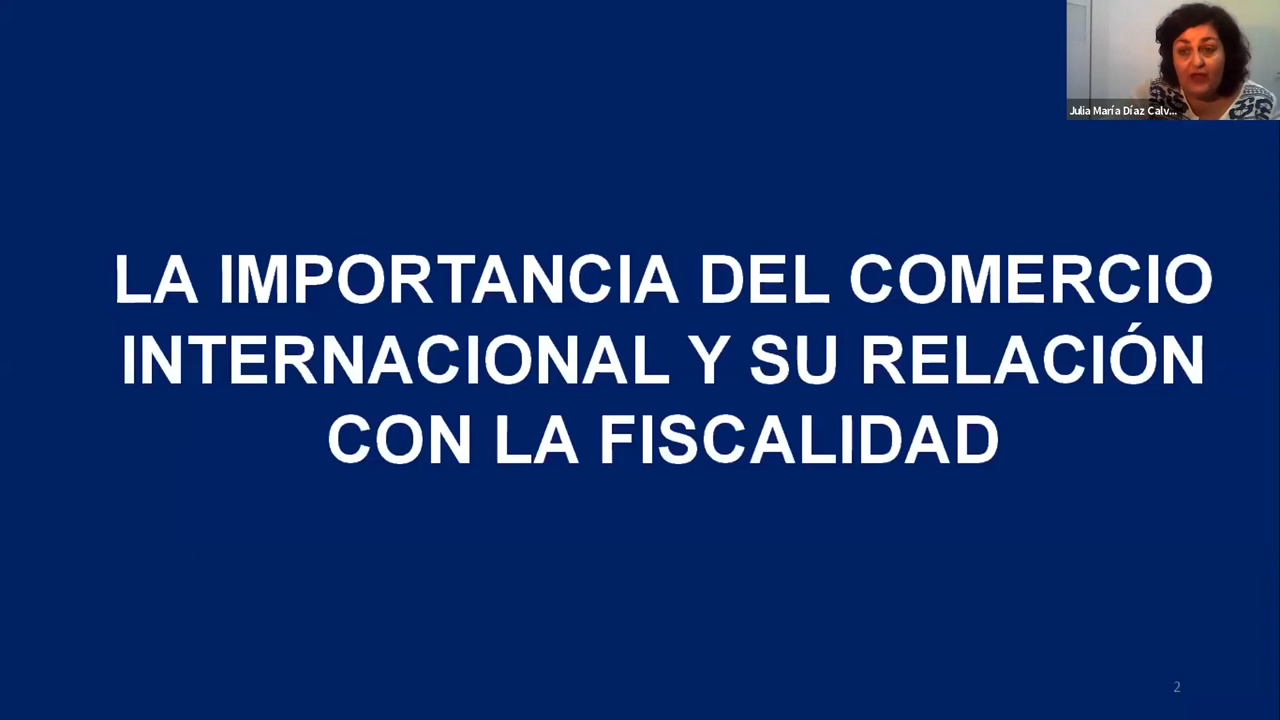 Julia María Díaz Calv...
LA IMPORTANCIA DEL COMERCIO
INTERNACIONAL Y SU RELACIÓN
CON LA FISCALIDAD
2